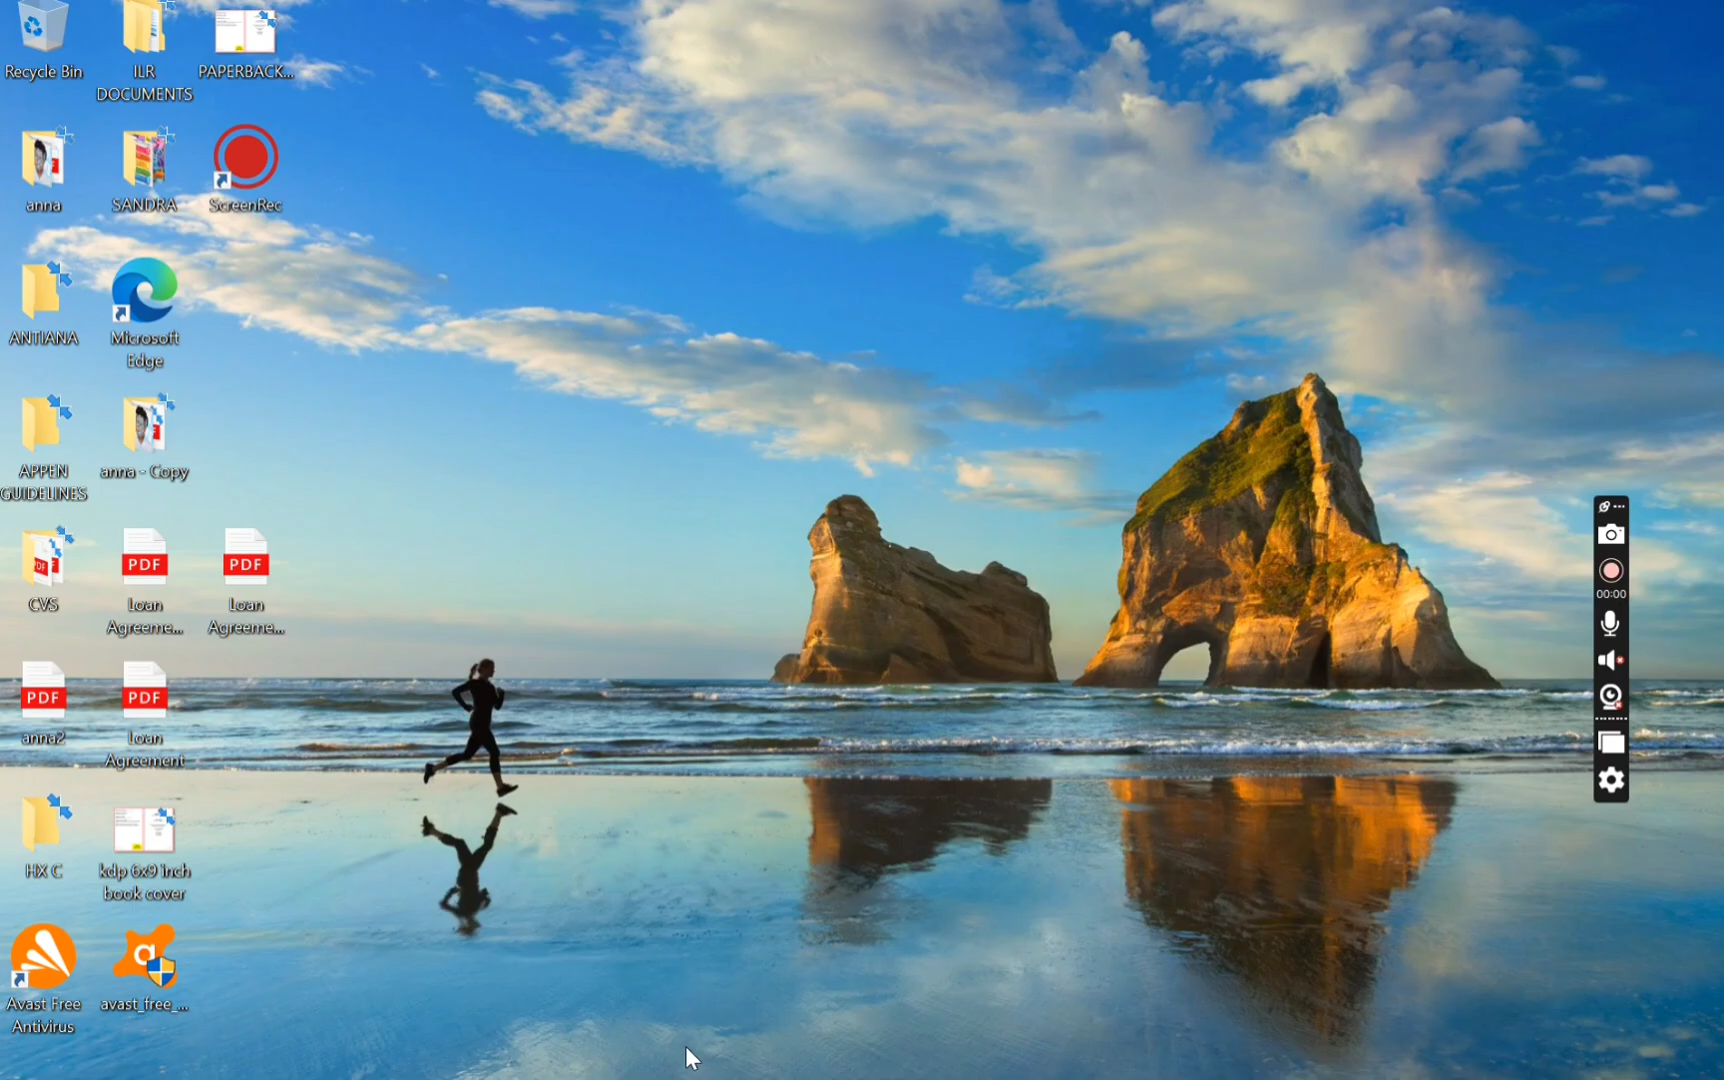 Recycle Bin
ILR
DOCUMENTS
PAPERBACK...
anna
SANDRA
ScreenRec
ANTIANA
Microsoft
Edge
APPEN
GUIDELINES
anna - Copy
CVS
PDF
Loan
Agreeme...
PDF
Loan
Agreeme...
PDF
anna2
PDF
Loan
Agreement
HX C
kdp 6x9 inch
book cover
Avast Free
Antivirus
avast_free_...
00:00